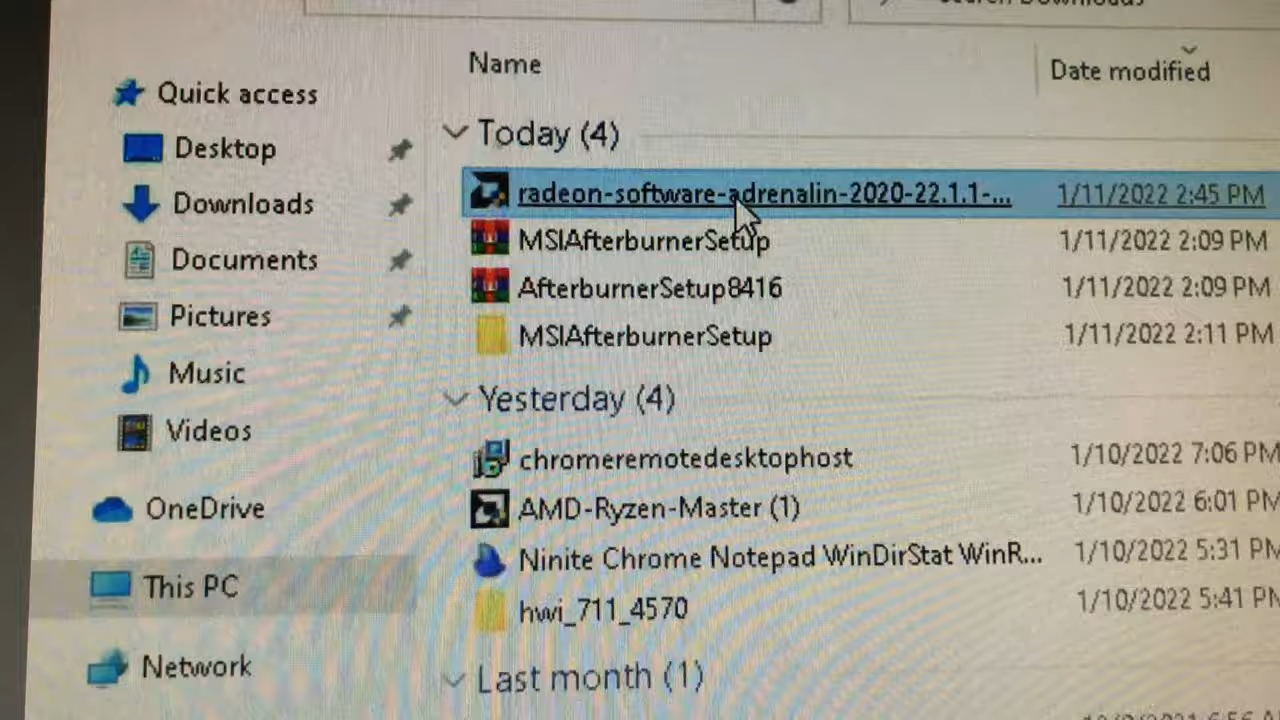 Search Downloads
Name
Date modified
Quick access
Desktop
Downloads
Documents
Pictures
Music
Videos
OneDrive
This PC
Network
Today (4)
radeon-software-adrenalin-2020-22.1.1-... 1/11/2022 2:45 PM
MSIAfterburnerSetup 1/11/2022 2:09 PM
AfterburnerSetup8416 1/11/2022 2:09 PM
MSIAfterburnerSetup 1/11/2022 2:11 PM
Yesterday (4)
chromeremotedesktophost 1/10/2022 7:06 PM
AMD-Ryzen-Master (1) 1/10/2022 6:01 PM
Ninite Chrome Notepad WinDirStat WinR... 1/10/2022 5:31 PM
hwi_711_4570 1/10/2022 5:41 PM
Last month (1)